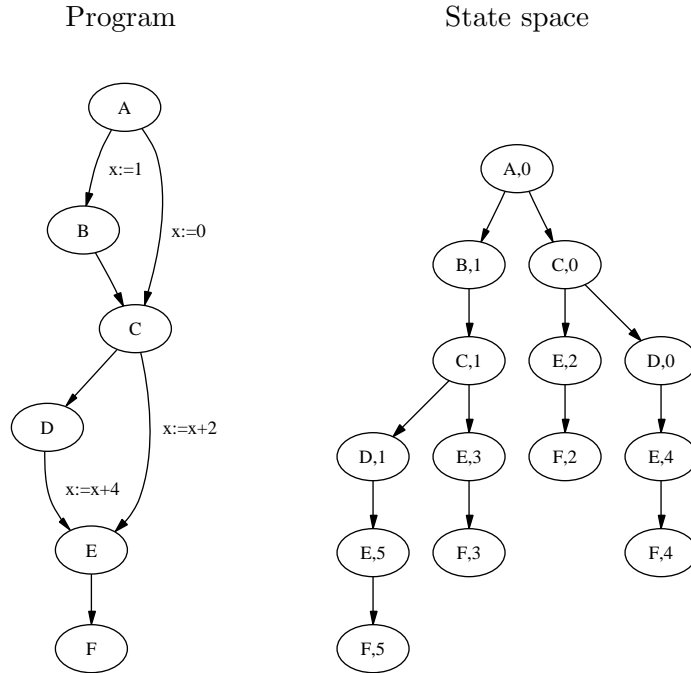 Program
State space
A
x:=1
B
x:=0
C
D
x:=x+2
x:=x+4
E
F
A,0
B,1
C,0
C,1
E,2
D,0
D,1
E,3
F,2
E,4
E,5
F,3
F,4
F,5